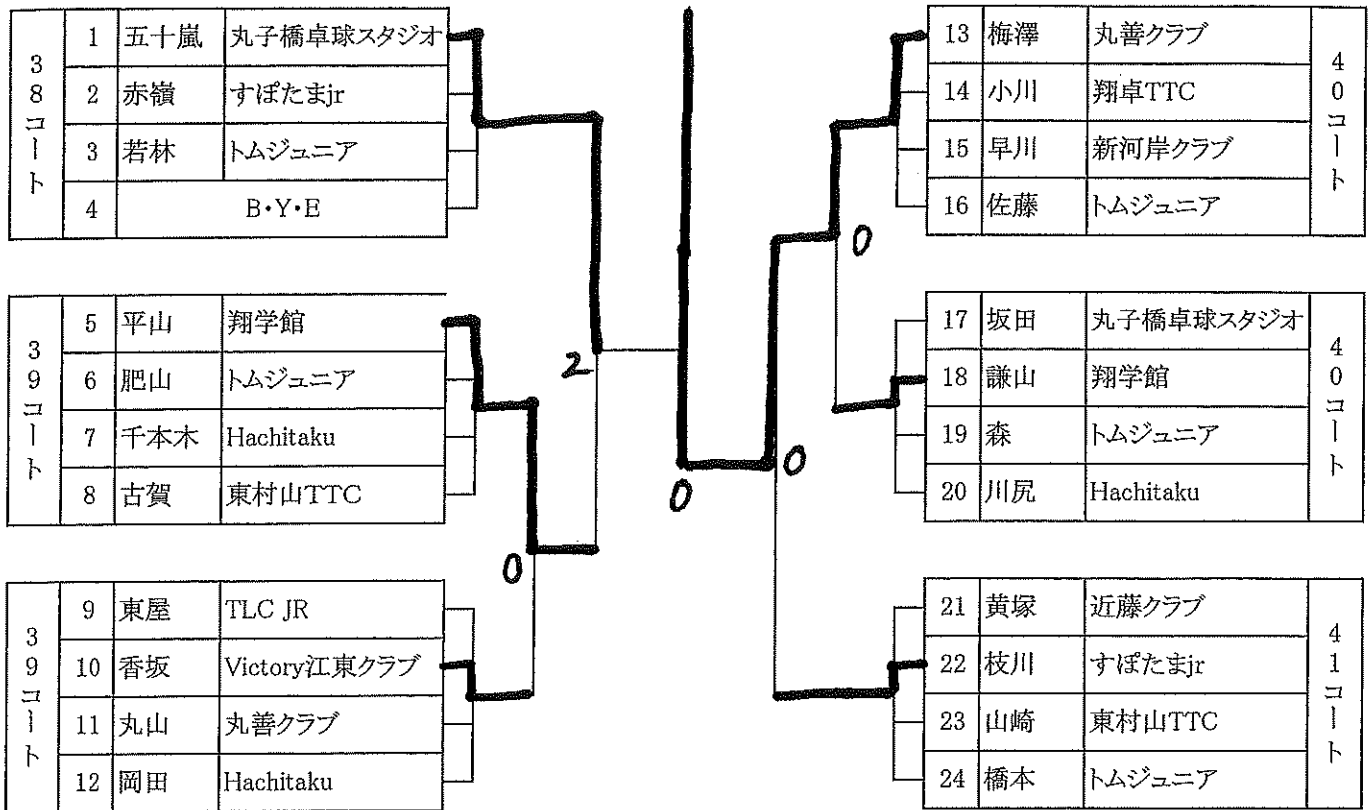 38コート
1 五十嵐 丸子橋卓球スタジオ
2 赤嶺 すぽたまjr
3 若林 トムジュニア
4 B・Y・E
39コート
5 平山 翔学館
6 肥山 トムジュニア
7 千本木 Hachitaku
8 古賀 東村山TTC
39コート
9 東屋 TLC JR
10 香坂 Victory江東クラブ
11 丸山 丸善クラブ
12 岡田 Hachitaku
2
0
0
0
0
40コート
13 梅澤 丸善クラブ
14 小川 翔卓TTC
15 早川 新河岸クラブ
16 佐藤 トムジュニア
40コート
17 坂田 丸子橋卓球スタジオ
18 謙山 翔学館
19 森 トムジュニア
20 川尻 Hachitaku
41コート
21 黄塚 近藤クラブ
22 枝川 すぽたまjr
23 山崎 東村山TTC
24 橋本 トムジュニア